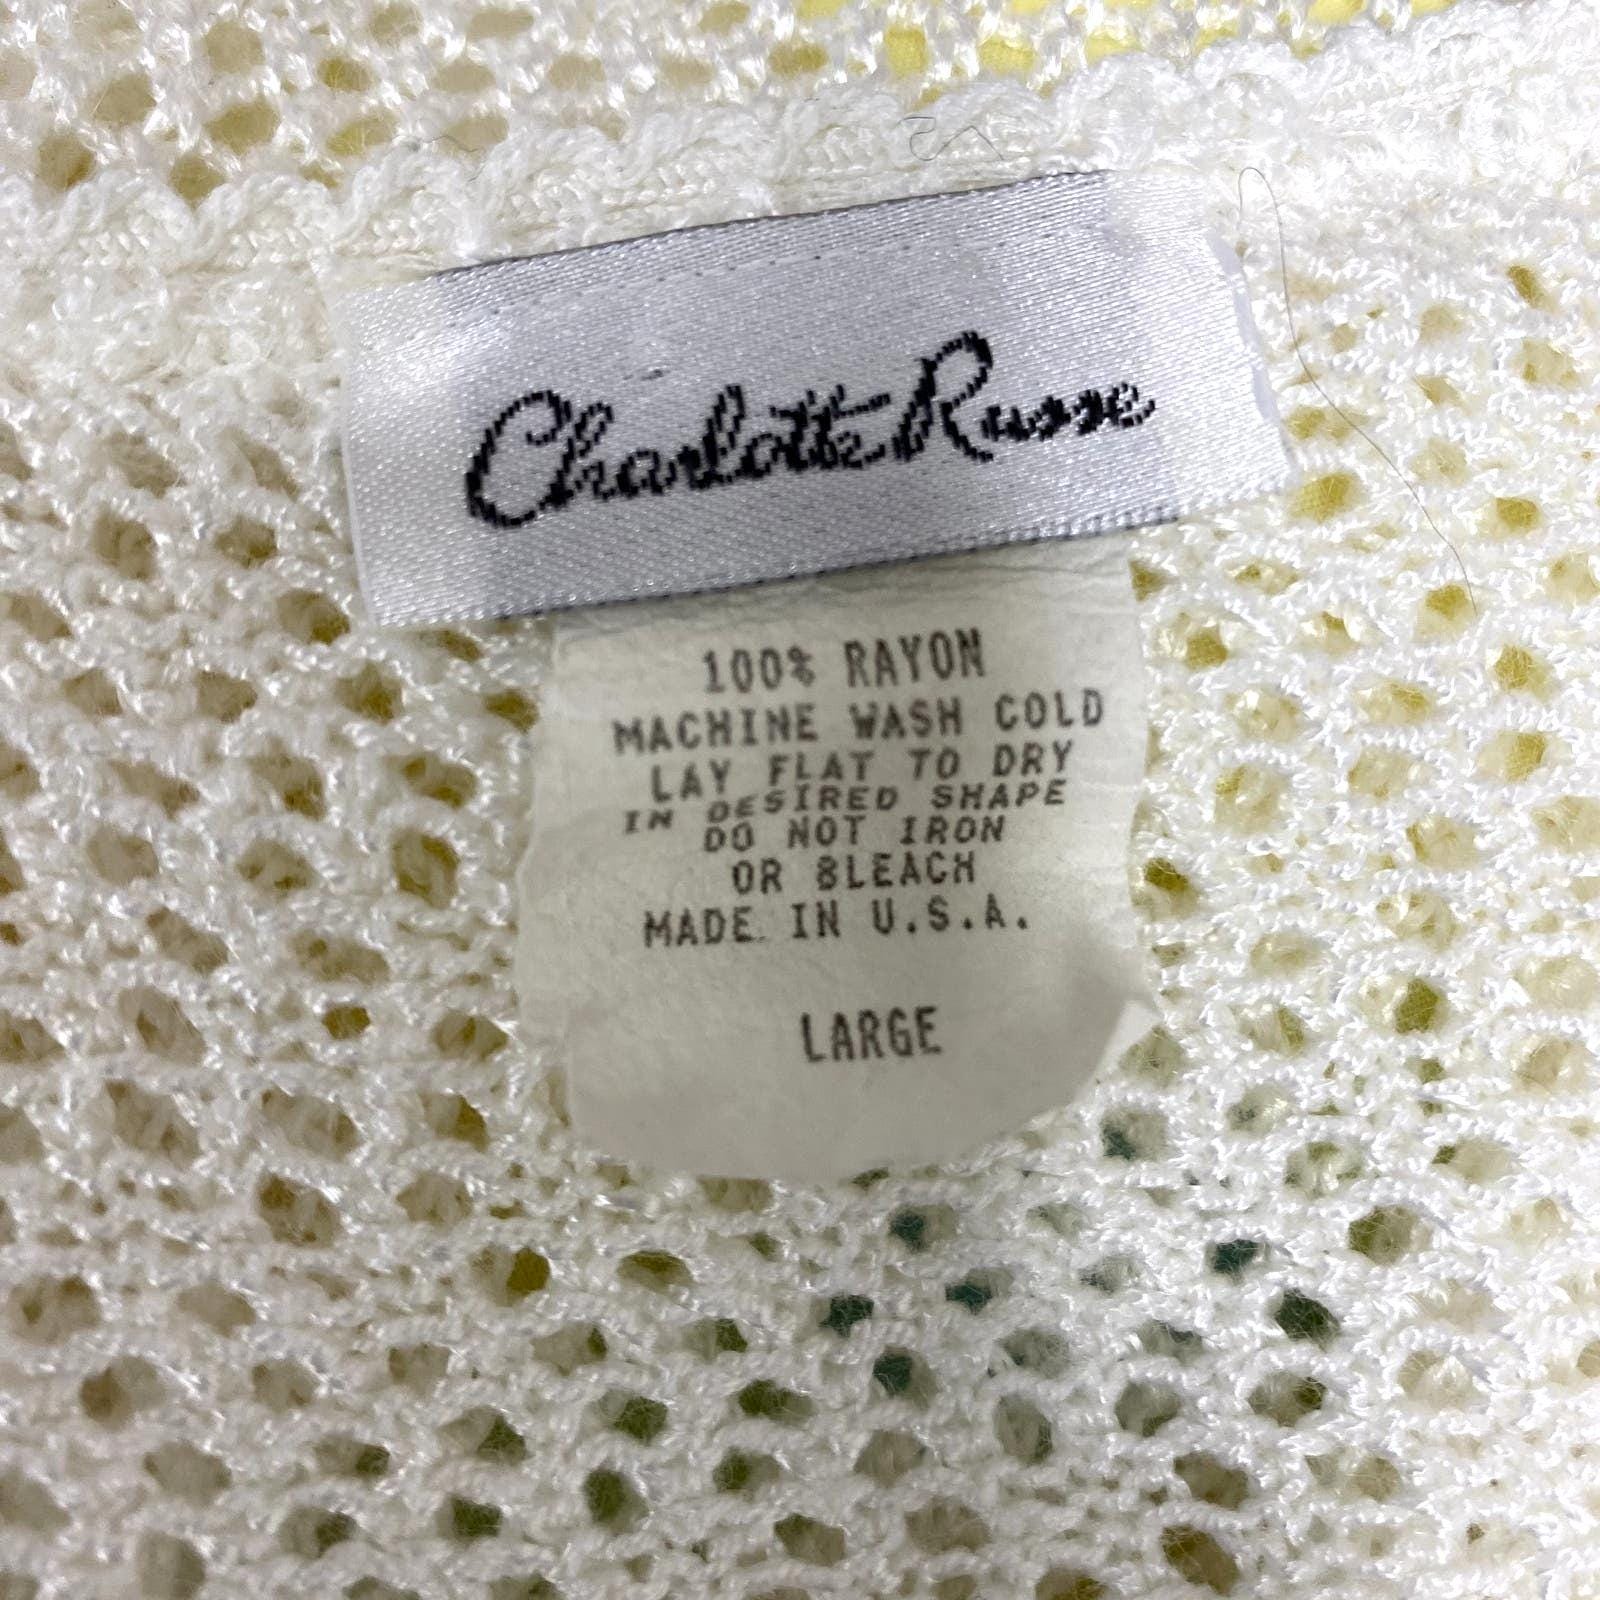 Charlotte Russe
100% RAYON
MACHINE WASH COLD
LAY FLAT TO DRY
IN DESIRED SHAPE
DO NOT IRON
OR BLEACH
MADE IN U.S.A.
LARGE